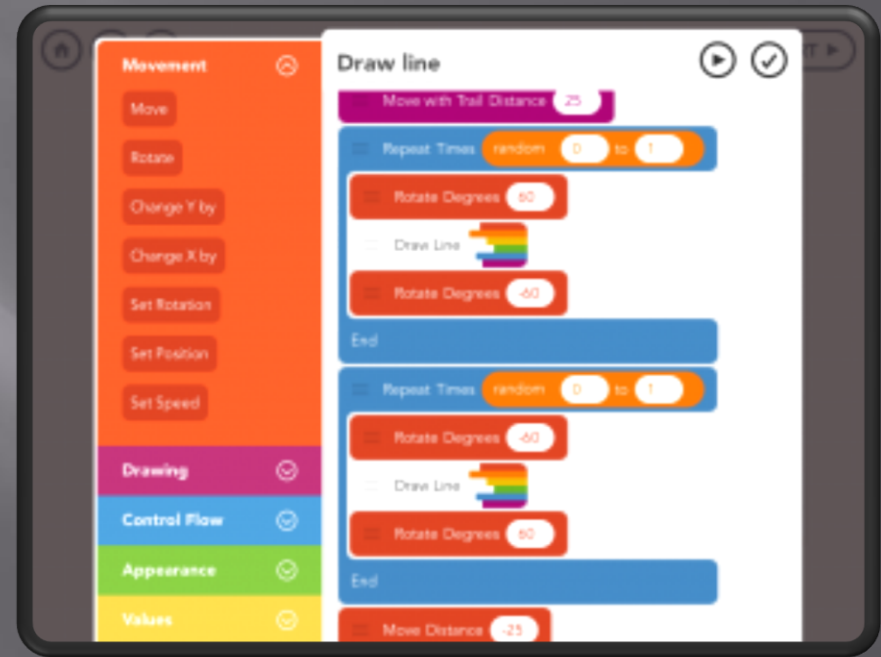 T
Movement
Move
Rotate
Change Y by
Change X by
Set Rotation
Set Position
Set Speed
Drawing
Control Flow
Appearance
Values
Draw line
Move with Trail Distance 25
Repeat Times random 0 to 1
Rotate Degrees 60
Draw Line
Rotate Degrees -60
End
Repeat Times random 0 to 1
Rotate Degrees -60
Draw Line
Rotate Degrees 60
End
Move Distance -25